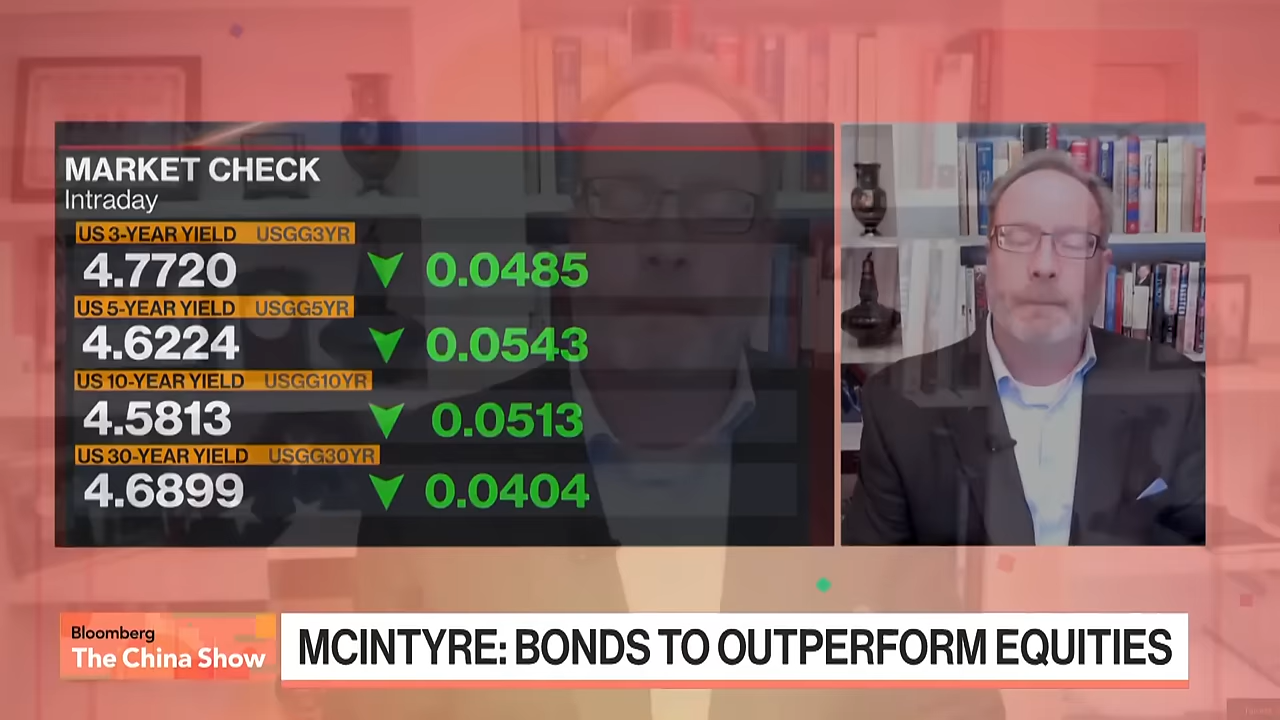 MARKET CHECK
Intraday
US 3-YEAR YIELD USGG3YR
4.7720 0.0485
US 5-YEAR YIELD USGG5YR
4.6224 0.0543
US 10-YEAR YIELD USGG10YR
4.5813 0.0513
US 30-YEAR YIELD USGG30YR
4.6899 0.0404
Bloomberg
The China Show
MCINTYRE: BONDS TO OUTPERFORM EQUITIES